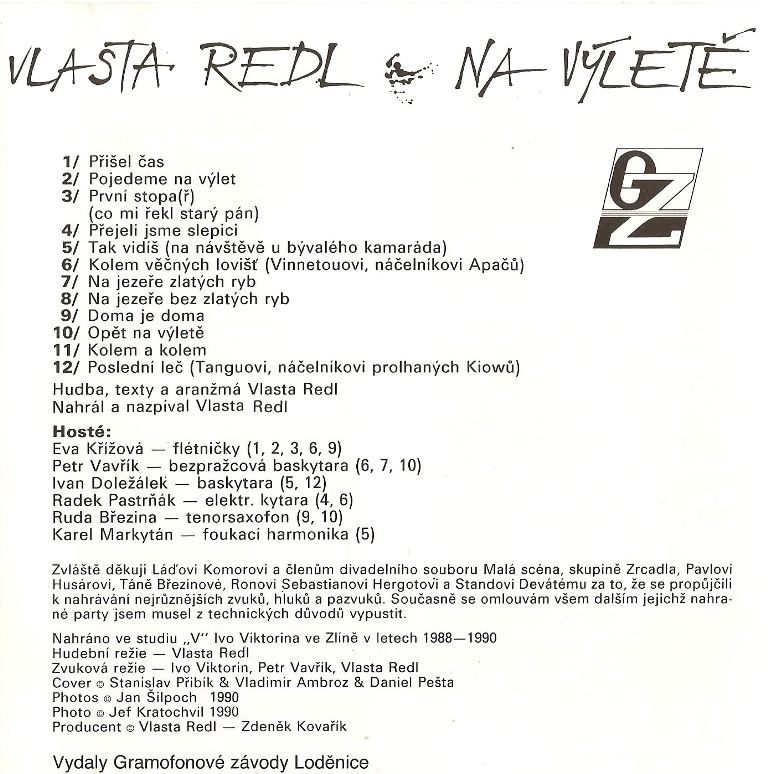 VLASTA REDL NA VÝLETĚ
GZ
Z
1/ Přišel čas
2/ Pojedeme na výlet
3/ První stopa(ř)
(co mi řekl starý pán)
4/ Přejeli jsme slepici
5/ Tak vidíš (na návštěvě u bývalého kamaráda)
6/ Kolem věčných lovišť (Vinnetouovi, náčelníkovi Apačů)
7/ Na jezeře zlatých ryb
8/ Na jezeře bez zlatých ryb
9/ Doma je doma
10/ Opět na výletě
11/ Kolem a kolem
12/ Poslední leč (Tanguovi, náčelníkovi prolhaných Kiowů)
Hudba, texty a aranžmá Vlasta Redl
Nahrál a nazpíval Vlasta Redl
Hosté:
Eva Křížová — flétničky (1, 2, 3, 6, 9)
Petr Vavřík — bezpražcová baskytara (6, 7, 10)
Ivan Doležálek — baskytara (5, 12)
Radek Pastrňák — elektr. kytara (4, 6)
Ruda Březina — tenorsaxofon (9, 10)
Karel Markytán — foukací harmonika (5)
Zvláště děkuji Láďovi Komorovi a členům divadelního souboru Malá scéna, skupině Zrcadla, Pavlovi
Husárovi, Táně Březinové, Ronovi Sebastianovi Hergotovi a Standovi Devátému za to, že se propůjčili
k nahrávání nejrůznějších zvuků, hluků a pazvuků. Současně se omlouvám všem dalším jejichž nahra-
né party jsem musel z technických důvodů vypustit.
Nahráno ve studiu „V" Ivo Viktorina ve Zlíně v letech 1988—1990
Hudební režie — Vlasta Redl
Zvuková režie — Ivo Viktorin, Petr Vavřík, Vlasta Redl
Cover © Stanislav Přibík & Vladimir Ambroz & Daniel Pešta
Photos © Jan Šilpoch 1990
Photo © Jef Kratochvil 1990
Producent © Vlasta Redl — Zdeněk Kovařík
Vydaly Gramofonové závody Loděnice